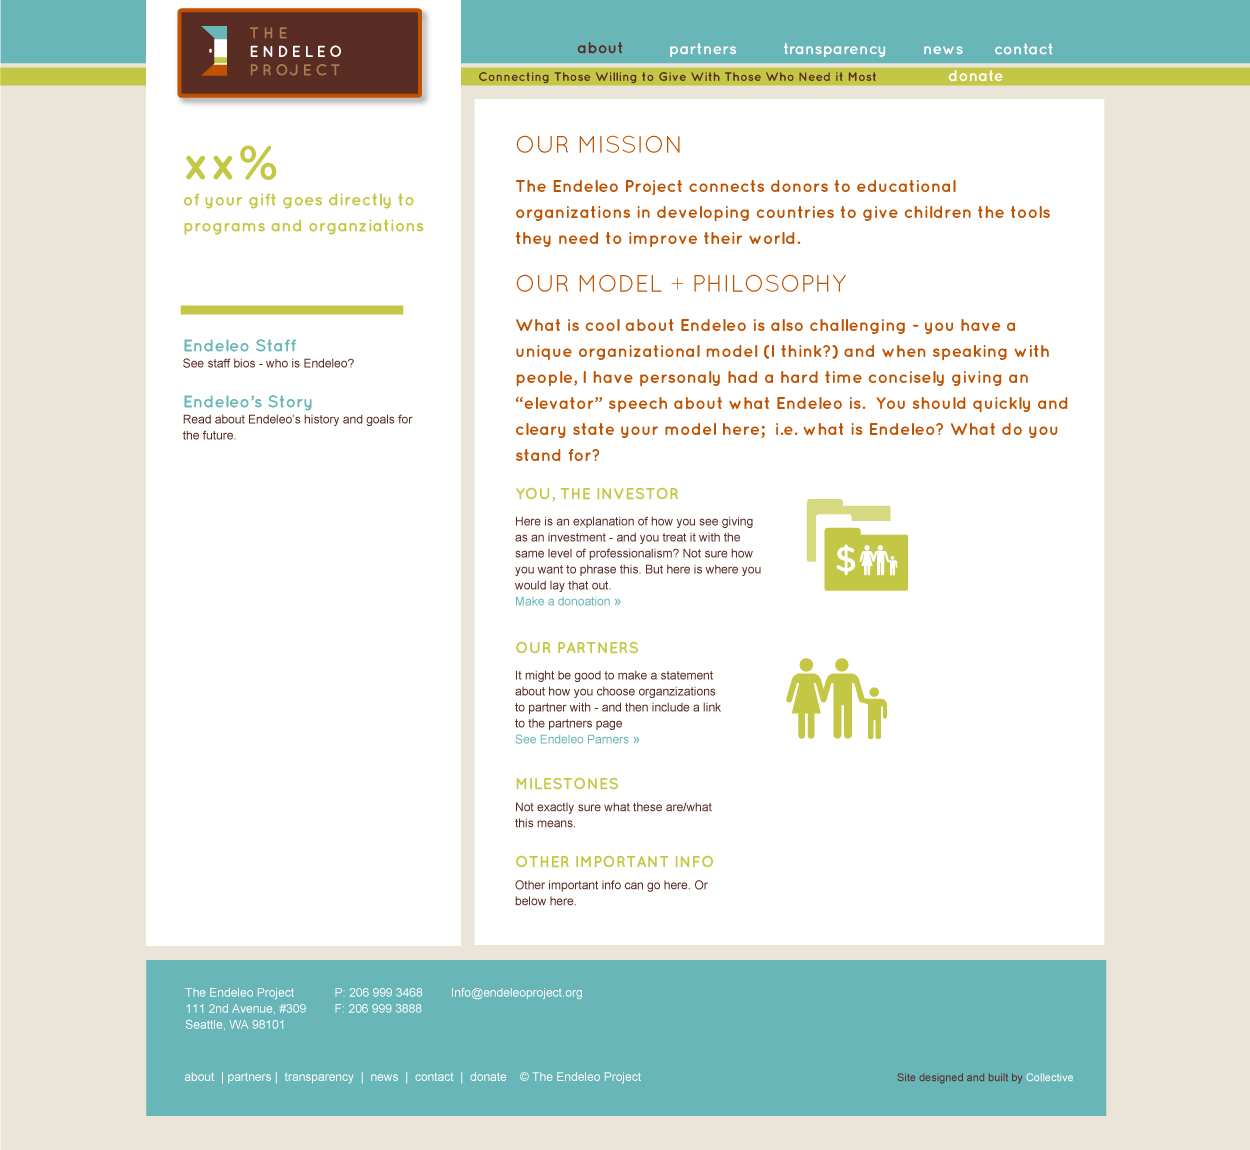 THE
ENDELEO
PROJECT
about partners transparency news contact
Connecting Those Willing to Give With Those Who Need it Most donate
xx%
of your gift goes directly to
programs and organziations
Endeleo Staff
See staff bios - who is Endeleo?
Endeleo's Story
Read about Endeleo's history and goals for
the future.
OUR MISSION
The Endeleo Project connects donors to educational
organizations in developing countries to give children the tools
they need to improve their world.
OUR MODEL + PHILOSOPHY
What is cool about Endeleo is also challenging - you have a
unique organizational model (I think?) and when speaking with
people, I have personaly had a hard time concisely giving an
“elevator” speech about what Endeleo is. You should quickly and
cleary state your model here; i.e. what is Endeleo? What do you
stand for?
YOU, THE INVESTOR
Here is an explanation of how you see giving
as an investment - and you treat it with the
same level of professionalism? Not sure how
you want to phrase this. But here is where you
would lay that out.
Make a donoation »
$
OUR PARTNERS
It might be good to make a statement
about how you choose organzizations
to partner with - and then include a link
to the partners page
See Endeleo Parners »
MILESTONES
Not exactly sure what these are/what
this means.
OTHER IMPORTANT INFO
Other important info can go here. Or
below here.
The Endeleo Project P: 206 999 3468 Info@endeleoproject.org
111 2nd Avenue, #309 F: 206 999 3888
Seattle, WA 98101
about | partners | transparency | news | contact | donate © The Endeleo Project Site designed and built by Collective